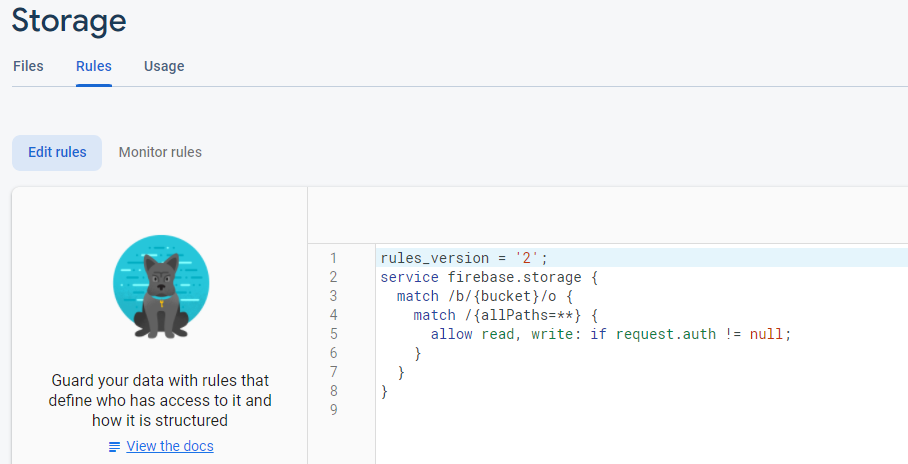 Storage
Files Rules Usage
Edit rules Monitor rules
Guard your data with rules that
define who has access to it and
how it is structured
View the docs
1 rules_version = '2';
2 service firebase.storage {
3   match /b/{bucket}/o {
4     match /{allPaths=**} {
5       allow read, write: if request.auth != null;
6     }
7   }
8 }
9